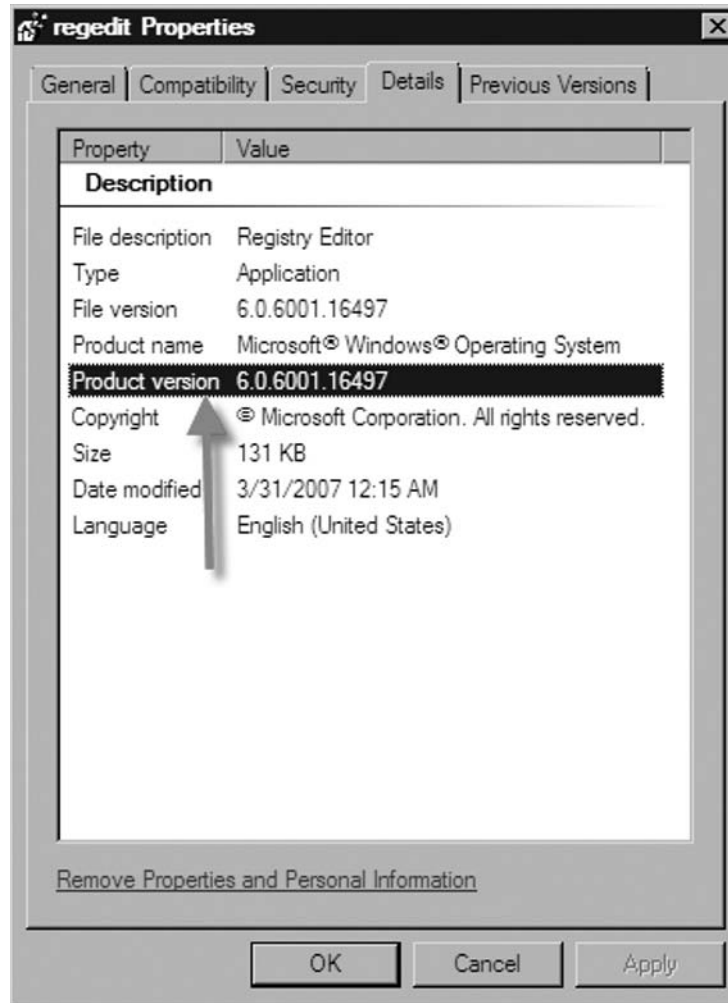 regedit Properties
General Compatibility Security Details Previous Versions
Property Value
Description
File description Registry Editor
Type Application
File version 6.0.6001.16497
Product name Microsoft® Windows® Operating System
Product version 6.0.6001.16497
Copyright © Microsoft Corporation. All rights reserved.
Size 131 KB
Date modified 3/31/2007 12:15 AM
Language English (United States)
Remove Properties and Personal Information
OK Cancel Apply